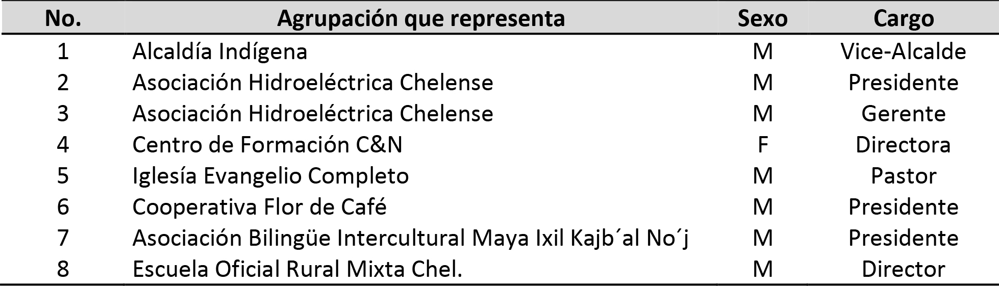 No. Agrupación que representa Sexo Cargo
1 Alcaldía Indígena M Vice-Alcalde
2 Asociación Hidroeléctrica Chelense M Presidente
3 Asociación Hidroeléctrica Chelense M Gerente
4 Centro de Formación C&N F Directora
5 Iglesía Evangelio Completo M Pastor
6 Cooperativa Flor de Café M Presidente
7 Asociación Bilingüe Intercultural Maya Ixil Kajb´al No´j M Presidente
8 Escuela Oficial Rural Mixta Chel. M Director